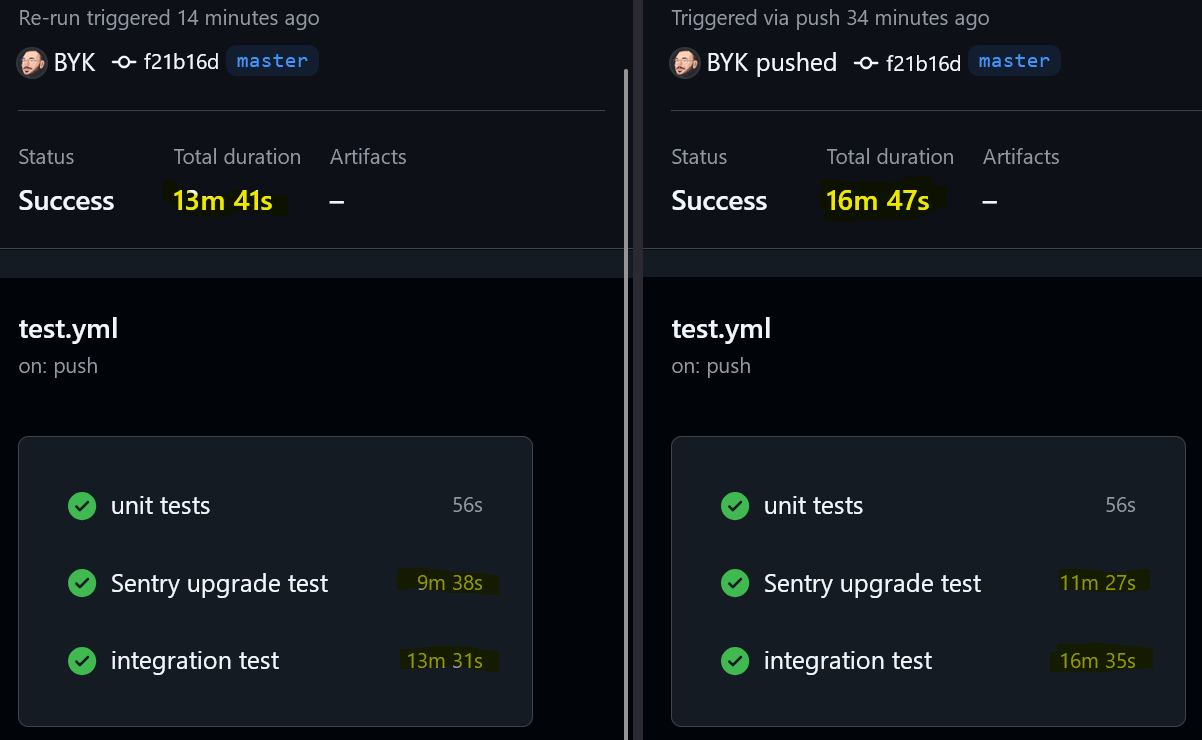 Re-run triggered 14 minutes ago
BYK f21b16d master
Status Total duration Artifacts
Success 13m 41s –
test.yml
on: push
unit tests 56s
Sentry upgrade test 9m 38s
integration test 13m 31s
Triggered via push 34 minutes ago
BYK pushed f21b16d master
Status Total duration Artifacts
Success 16m 47s –
test.yml
on: push
unit tests 56s
Sentry upgrade test 11m 27s
integration test 16m 35s